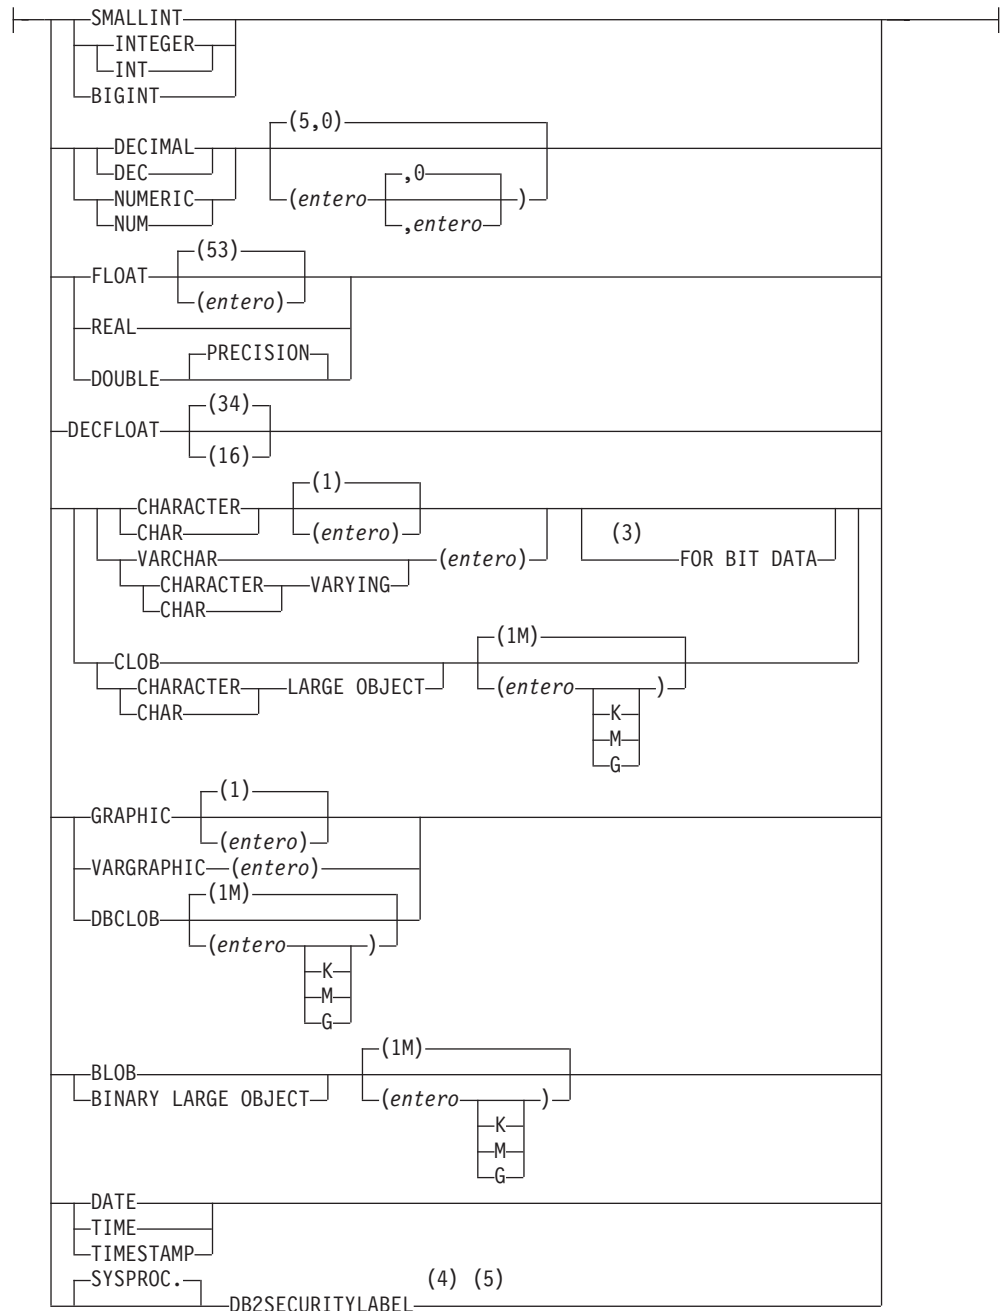 SMALLINT
INTEGER
INT
BIGINT
(5,0)
DECIMAL
DEC
,0
NUMERIC
(entero )
NUM
,entero
(53)
FLOAT
(entero)
REAL
PRECISION
DOUBLE
(34)
DECFLOAT
(16)
(1)
CHARACTER
CHAR (entero) (3)
VARCHAR (entero) FOR BIT DATA
CHARACTER VARYING
CHAR
(1M)
CLOB
CHARACTER LARGE OBJECT (entero )
CHAR K
M
G
(1)
GRAPHIC
(entero)
VARGRAPHIC (entero)
(1M)
DBCLOB
(entero )
K
M
G
(1M)
BLOB
BINARY LARGE OBJECT (entero )
K
M
G
DATE
TIME
TIMESTAMP
SYSPROC. (4) (5)
DB2SECURITYLABEL